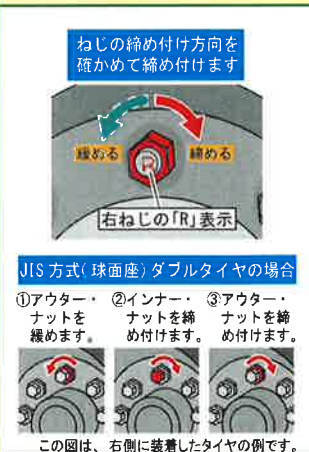 ねじの締め付け方向を
確かめて締め付けます
緩める
締める
R
右ねじの「R」表示
JIS方式(球面座)ダブルタイヤの場合
①アウター・
ナットを
緩めます。
②インナー・
ナットを締
め付けます。
③アウター・
ナットを締
め付けます。
この図は、右側に装着したタイヤの例です。